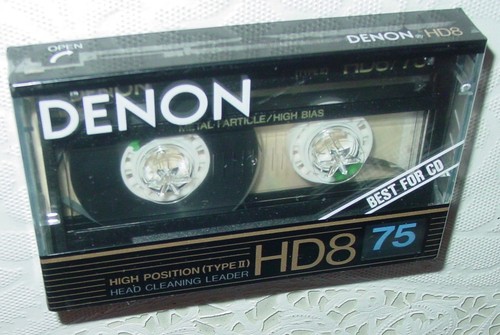 OPEN
DENON HD8
DENON
HD8/75
METAL PARTICLE/HIGH BIAS
BEST FOR CD
HIGH POSITION (TYPE II)
HEAD CLEANING LEADER
HD8 75